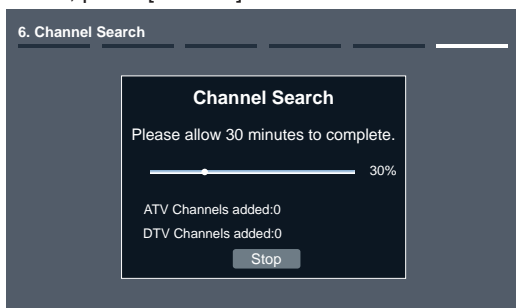 6. Channel Search
Channel Search
Please allow 30 minutes to complete.
30%
ATV Channels added:0
DTV Channels added:0
Stop